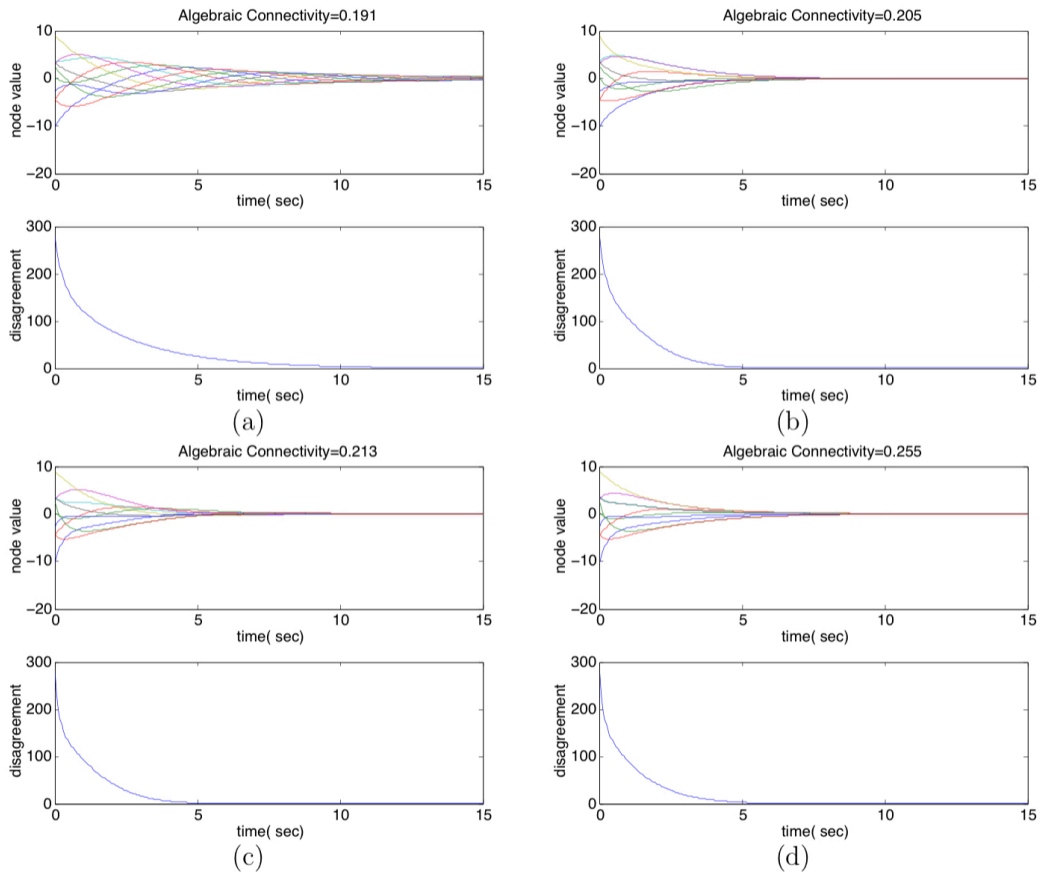 Algebraic Connectivity=0.191
10
0
−10
−20
node value
0 5 10 15
time( sec)
300
200
100
0
disagreement
0 5 10 15
time( sec)
(a)
Algebraic Connectivity=0.205
10
0
−10
−20
node value
0 5 10 15
time( sec)
300
200
100
0
disagreement
0 5 10 15
time( sec)
(b)
Algebraic Connectivity=0.213
10
0
−10
−20
node value
0 5 10 15
time( sec)
300
200
100
0
disagreement
0 5 10 15
time( sec)
(c)
Algebraic Connectivity=0.255
10
0
−10
−20
node value
0 5 10 15
time( sec)
300
200
100
0
disagreement
0 5 10 15
time( sec)
(d)